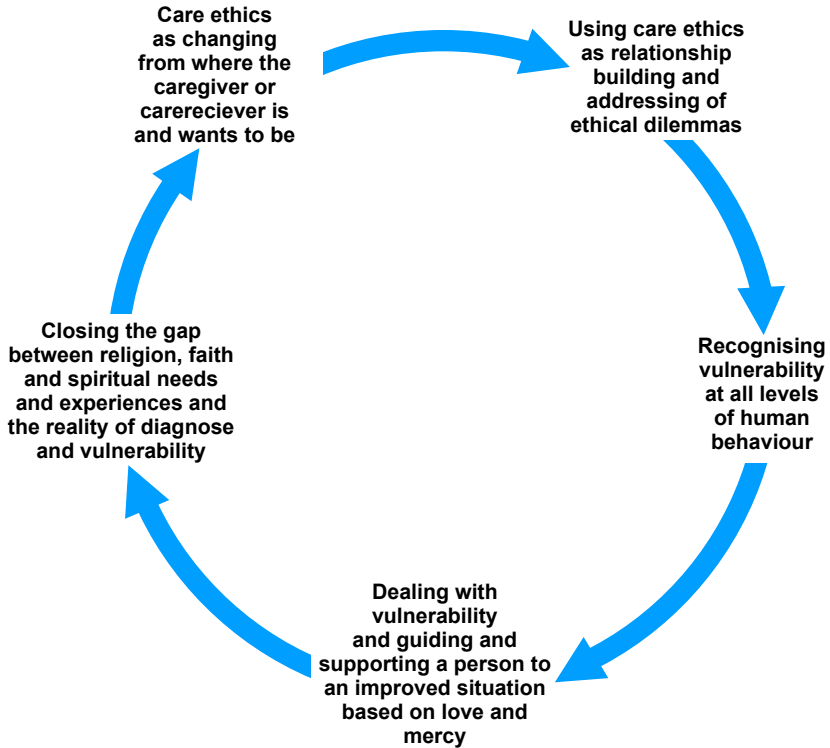 Care ethics
as changing
from where the
caregiver or
carereciever is
and wants to be
Using care ethics
as relationship
building and
addressing of
ethical dilemmas
Recognising
vulnerability
at all levels
of human
behaviour
Dealing with
vulnerability
and guiding and
supporting a person to
an improved situation
based on love and
mercy
Closing the gap
between religion, faith
and spiritual needs
and experiences and
the reality of diagnose
and vulnerability